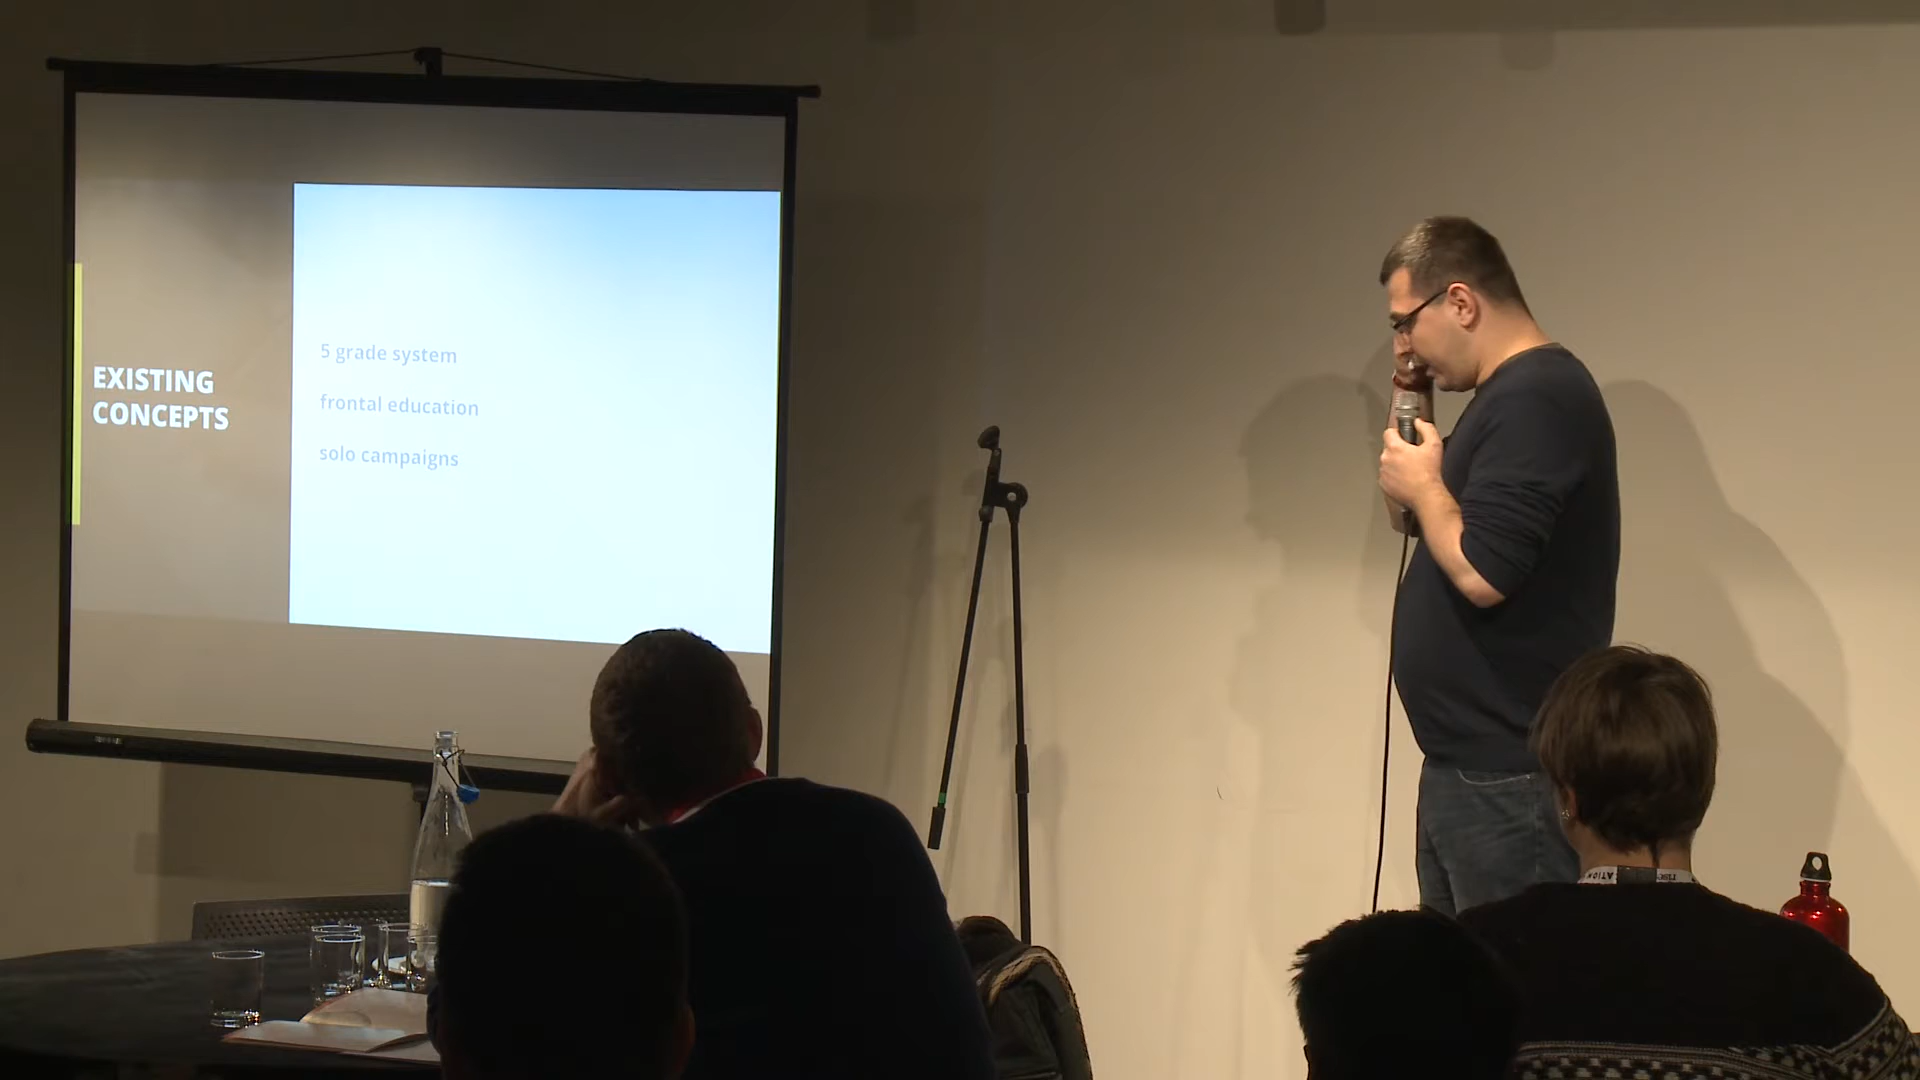 EXISTING
CONCEPTS
5 grade system
frontal education
solo campaigns